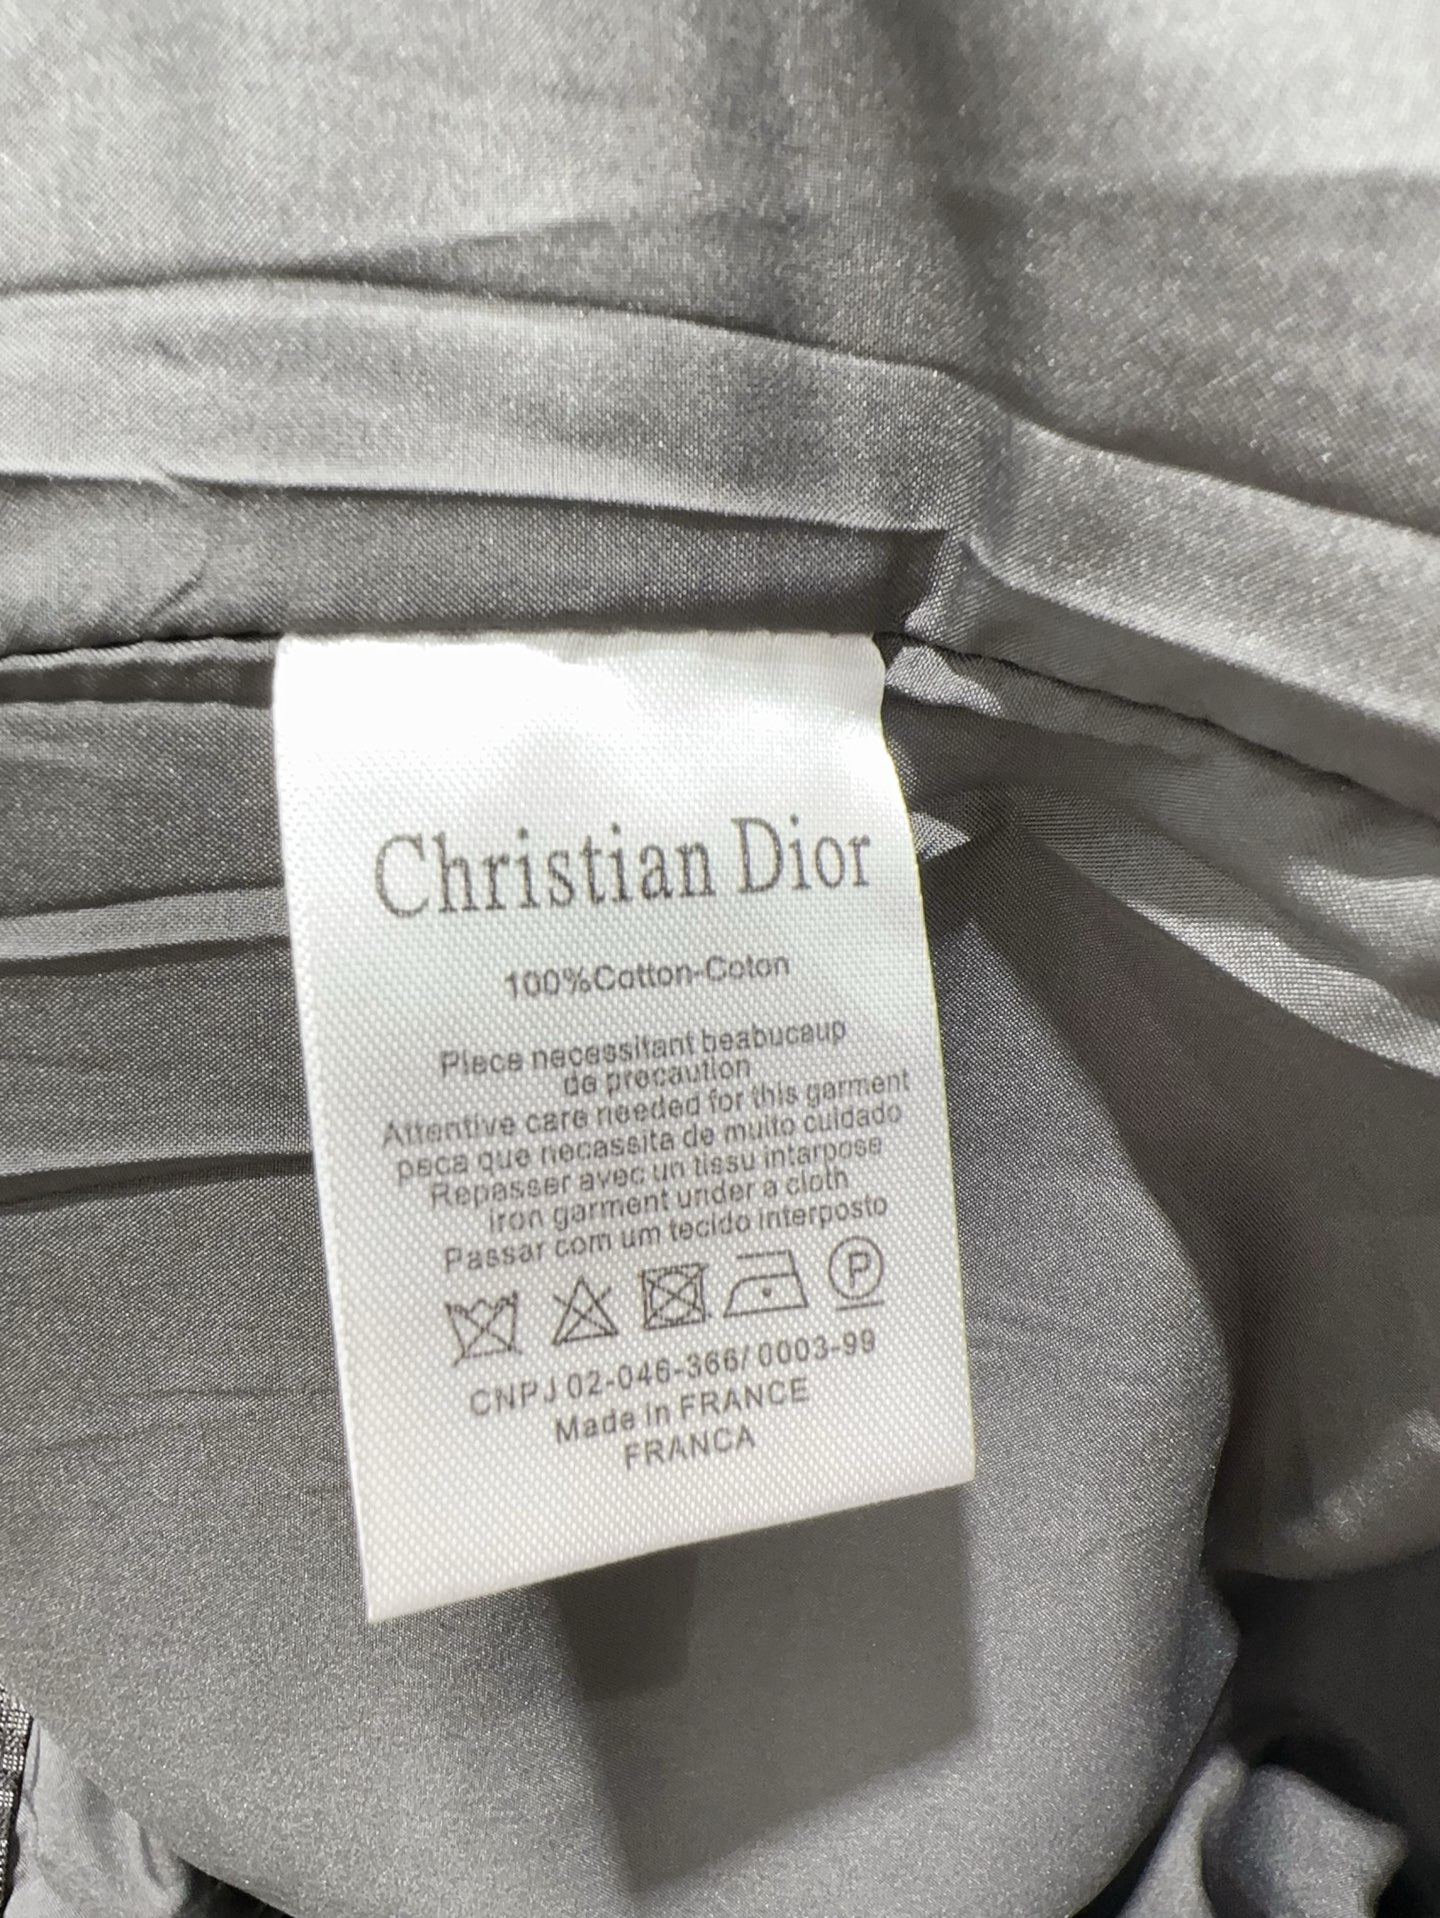 Christian Dior
100%Cotton-Coton
Piece necessitant beabucaup
de precaution
Attentive care needed for this garment
peca que necassita de muito cuidado
Repasser avec un tissu intarpose
iron garment under a cloth
Passar com um tecido interposto
P
CNPJ 02-046-366/0003-99
Made in FRANCE
FRANCA